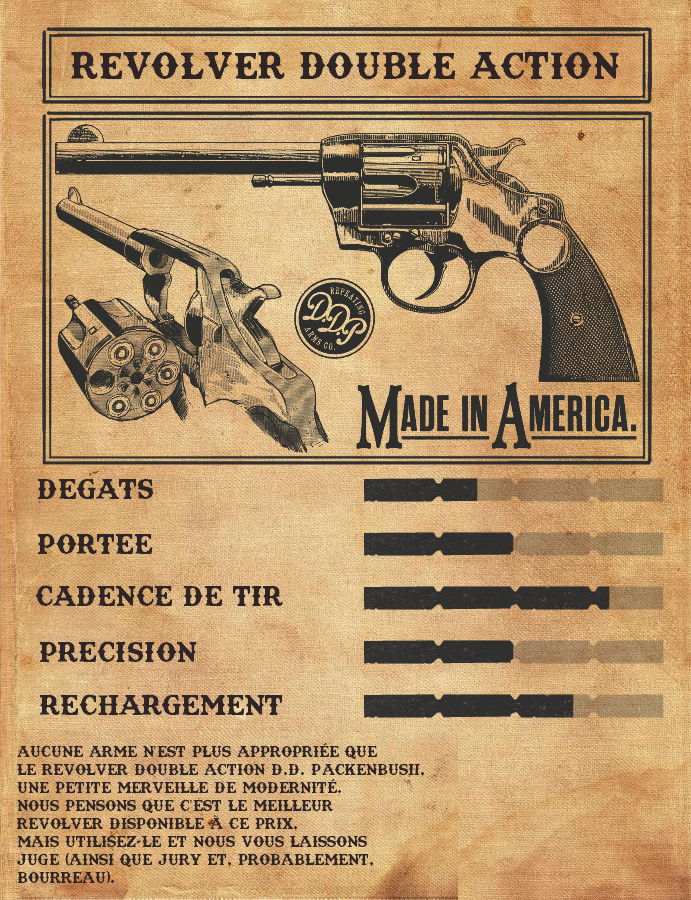 REVOLVER DOUBLE ACTION
REPEATING
D.D.P
ARMS CO.
MADE IN AMERICA.
DEGATS
PORTEE
CADENCE DE TIR
PRECISION
RECHARGEMENT
AUCUNE ARME N'EST PLUS APPROPRIÉE QUE
LE REVOLVER DOUBLE ACTION D.D. PACKENBUSH,
UNE PETITE MERVEILLE DE MODERNITÉ.
NOUS PENSONS QUE C'EST LE MEILLEUR
REVOLVER DISPONIBLE À CE PRIX,
MAIS UTILISEZ-LE ET NOUS VOUS LAISSONS
JUGE (AINSI QUE JURY ET, PROBABLEMENT,
BOURREAU).